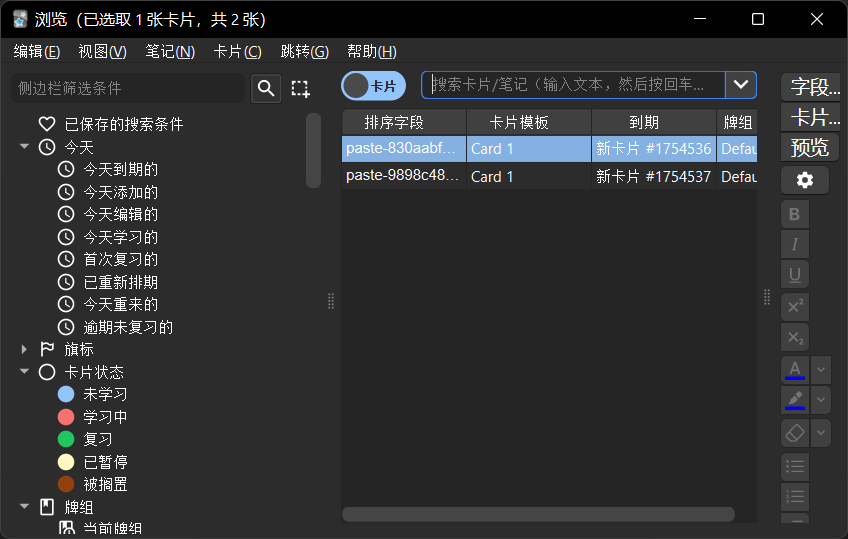 浏览（已选取 1 张卡片，共 2 张）
编辑(E) 视图(V) 笔记(N) 卡片(C) 跳转(G) 帮助(H)
侧边栏筛选条件
卡片
搜索卡片/笔记（输入文本，然后按回车...
字段...
卡片...
预览
排序字段 卡片模板 到期 牌组
paste-830aabf... Card 1 新卡片 #1754536 Defau
paste-9898c48... Card 1 新卡片 #1754537 Defau
已保存的搜索条件
今天
今天到期的
今天添加的
今天编辑的
今天学习的
首次复习的
已重新排期
今天重来的
逾期未复习的
旗标
卡片状态
未学习
学习中
复习
已暂停
被搁置
牌组
当前牌组
B
I
U
x²
x₂
A